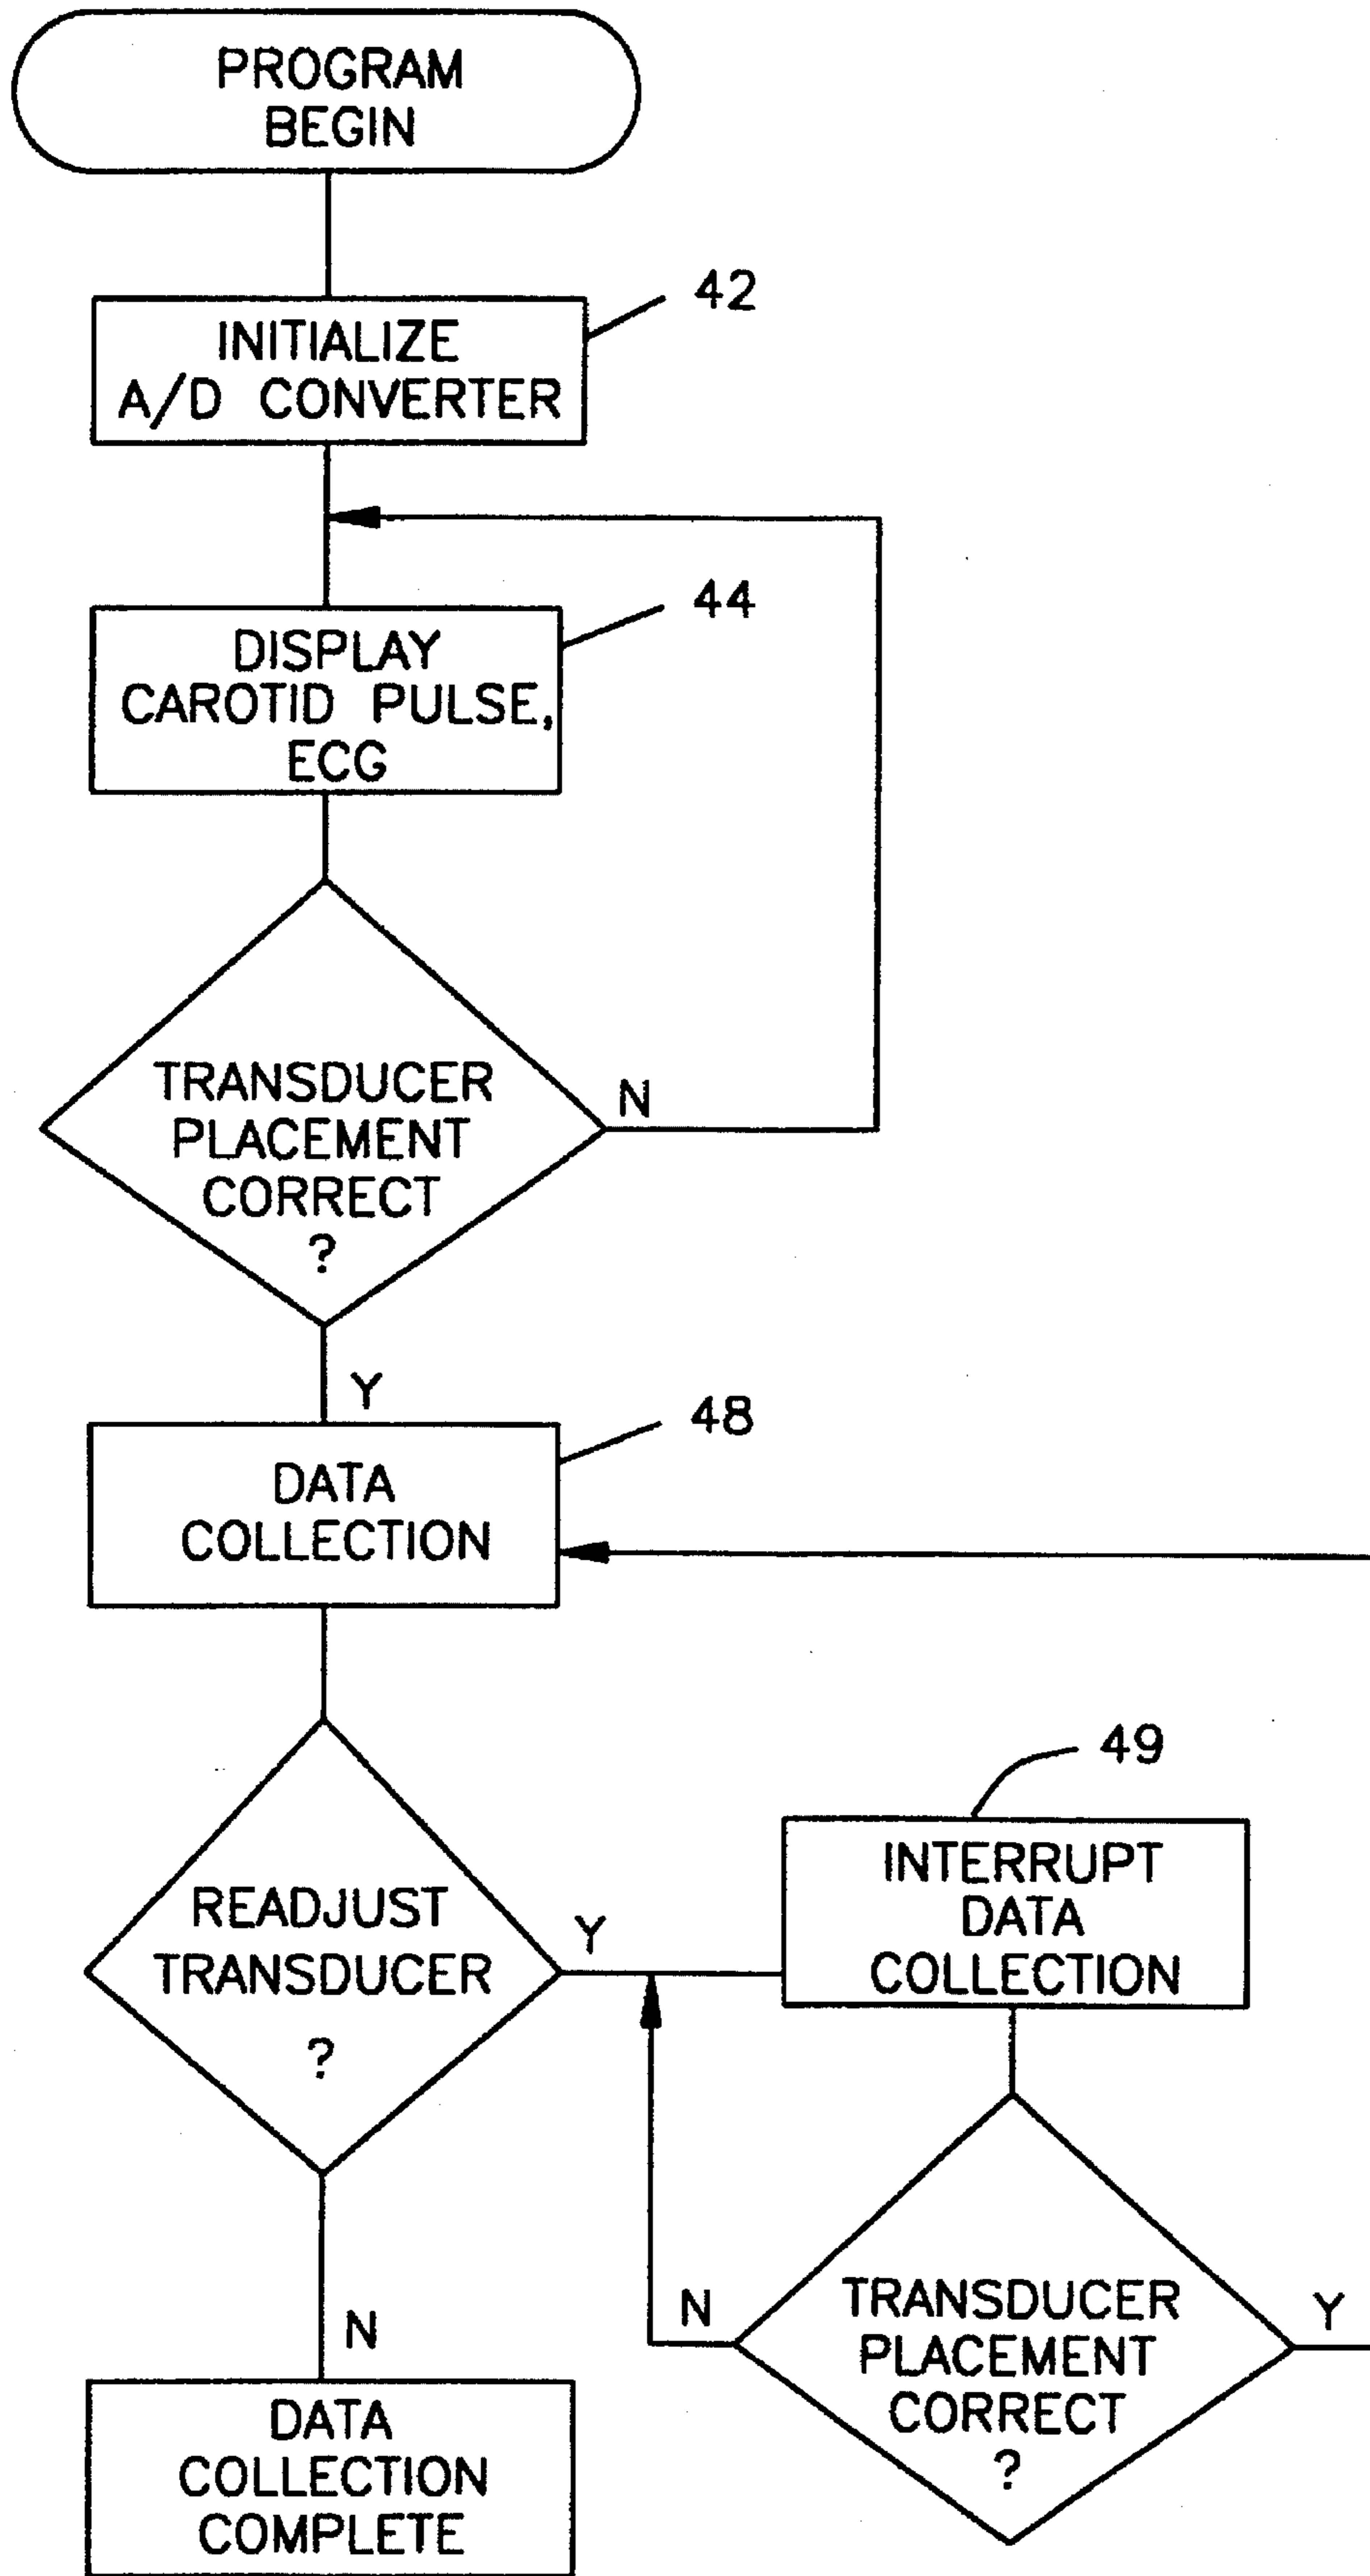 PROGRAM
BEGIN
42
INITIALIZE
A/D CONVERTER
44
DISPLAY
CAROTID PULSE,
ECG
TRANSDUCER
PLACEMENT
CORRECT
?
N
Y
48
DATA
COLLECTION
49
READJUST
TRANSDUCER
?
Y
INTERRUPT
DATA
COLLECTION
N
TRANSDUCER
PLACEMENT
CORRECT
?
Y
N
DATA
COLLECTION
COMPLETE